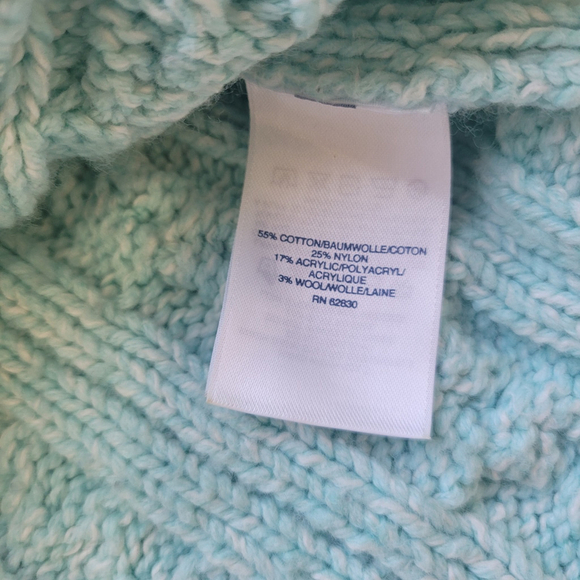 55% COTTON/BAUMWOLLE/COTON
25% NYLON
17% ACRYLIC/POLYACRYL/
ACRYLIQUE
3% WOOL/WOLLE/LAINE
RN 62830